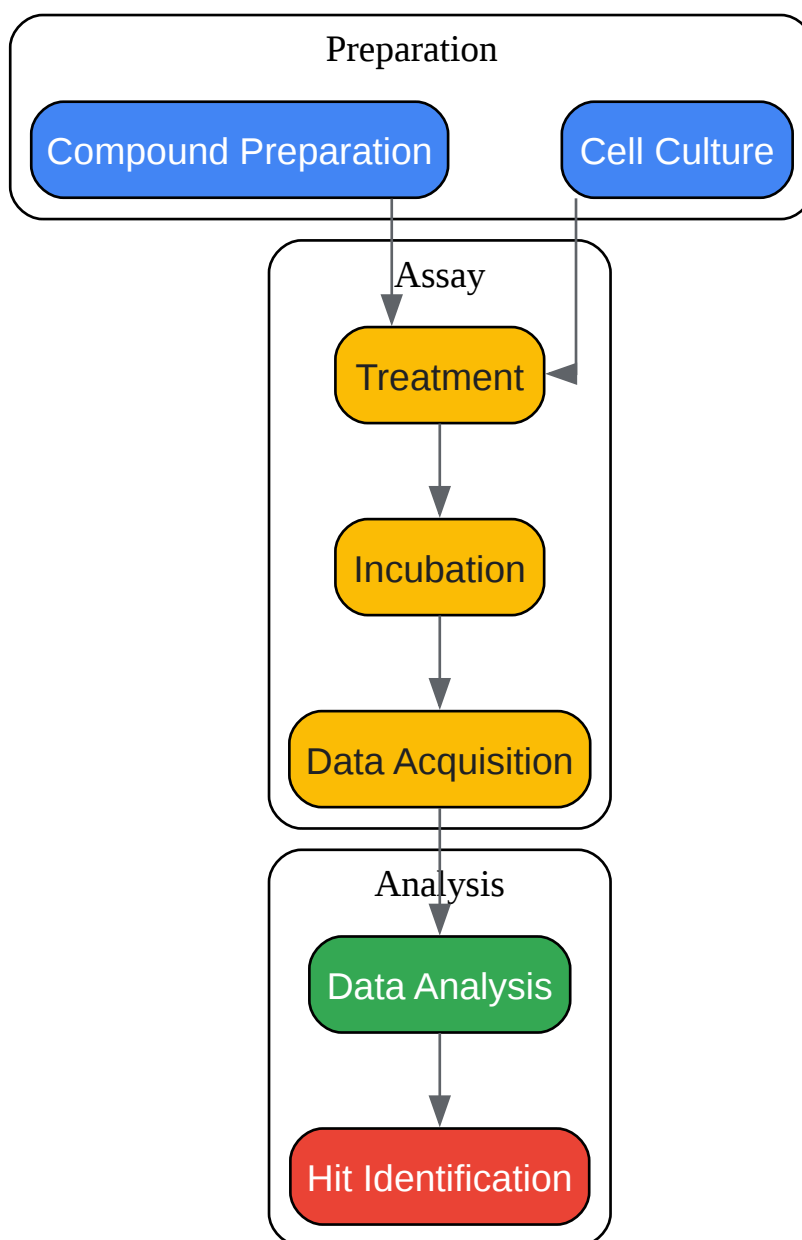 Preparation
Compound Preparation
Cell Culture
Assay
Treatment
Incubation
Data Acquisition
Analysis
Data Analysis
Hit Identification